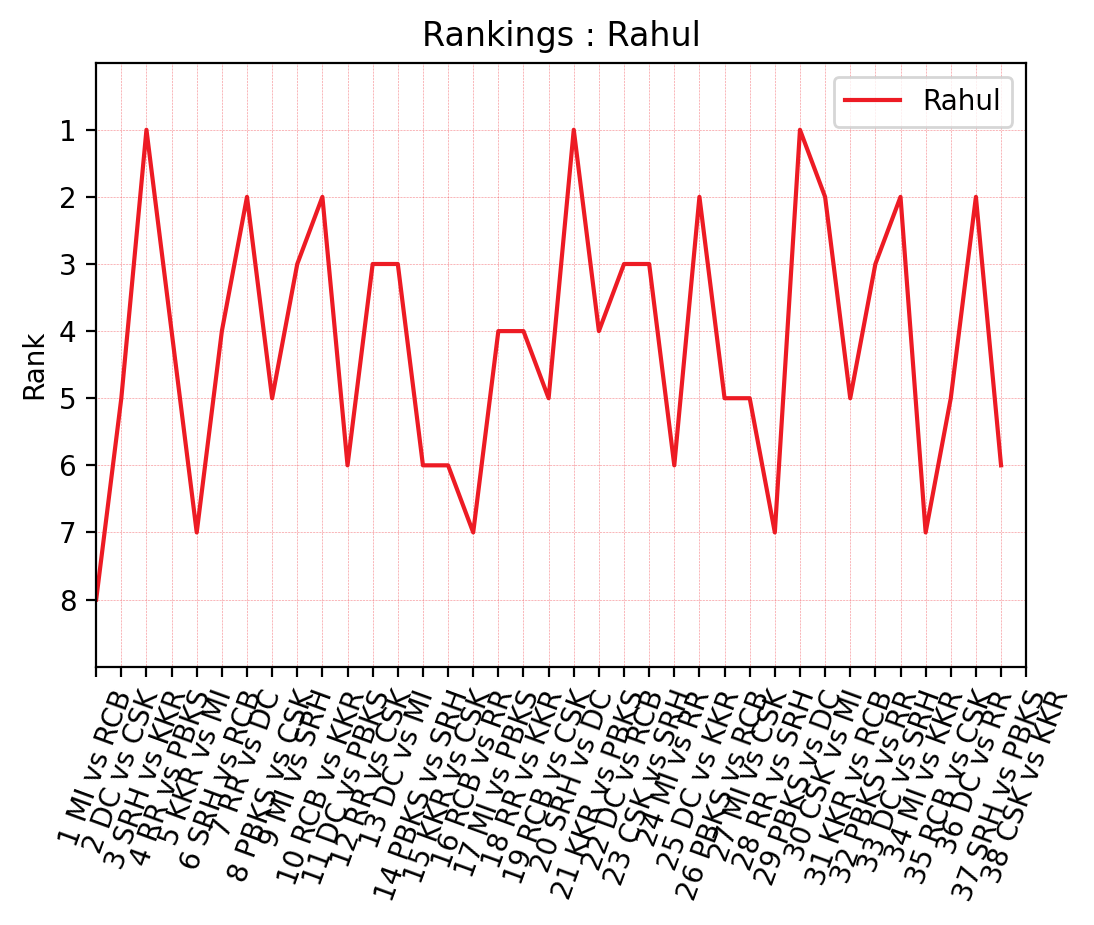 Rankings : Rahul
Rahul
Rank
1
2
3
4
5
6
7
8
1 MI vs RCB
2 DC vs CSK
3 SRH vs KKR
4 RR vs PBKS
5 KKR vs MI
6 SRH vs RCB
7 RR vs DC
8 PBKS vs CSK
9 MI vs SRH
10 RCB vs KKR
11 DC vs PBKS
12 RR vs CSK
13 DC vs MI
14 PBKS vs SRH
15 KKR vs CSK
16 RCB vs RR
17 MI vs PBKS
18 RR vs KKR
19 RCB vs CSK
20 SRH vs DC
21 KKR vs PBKS
22 DC vs RCB
23 CSK vs SRH
24 MI vs RR
25 DC vs KKR
26 PBKS vs RCB
27 MI vs CSK
28 RR vs SRH
29 PBKS vs DC
30 CSK vs MI
31 KKR vs RCB
32 PBKS vs RR
33 DC vs SRH
34 MI vs KKR
35 RCB vs CSK
36 DC vs RR
37 SRH vs PBKS
38 CSK vs KKR